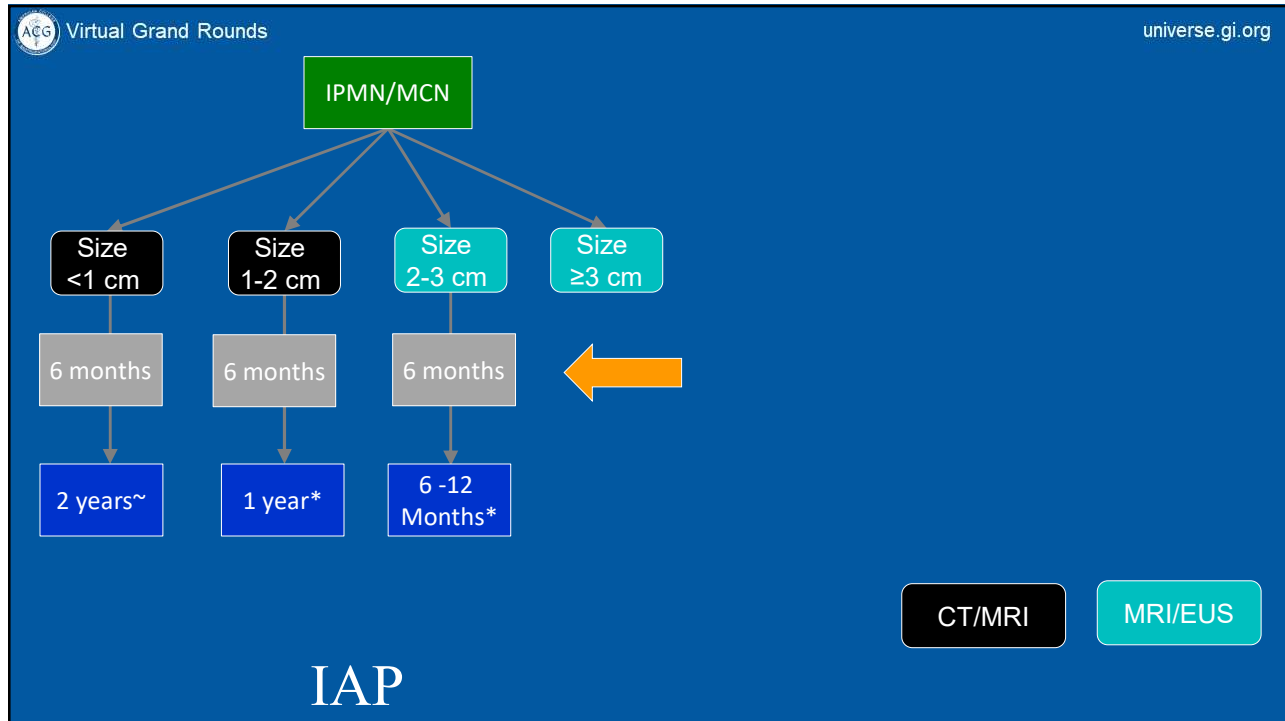 ACG
Virtual Grand Rounds
universe.gi.org
IPMN/MCN
Size
<1 cm
Size
1-2 cm
Size
2-3 cm
Size
≥3 cm
6 months
6 months
6 months
2 years~
1 year*
6 -12
Months*
CT/MRI
MRI/EUS
IAP